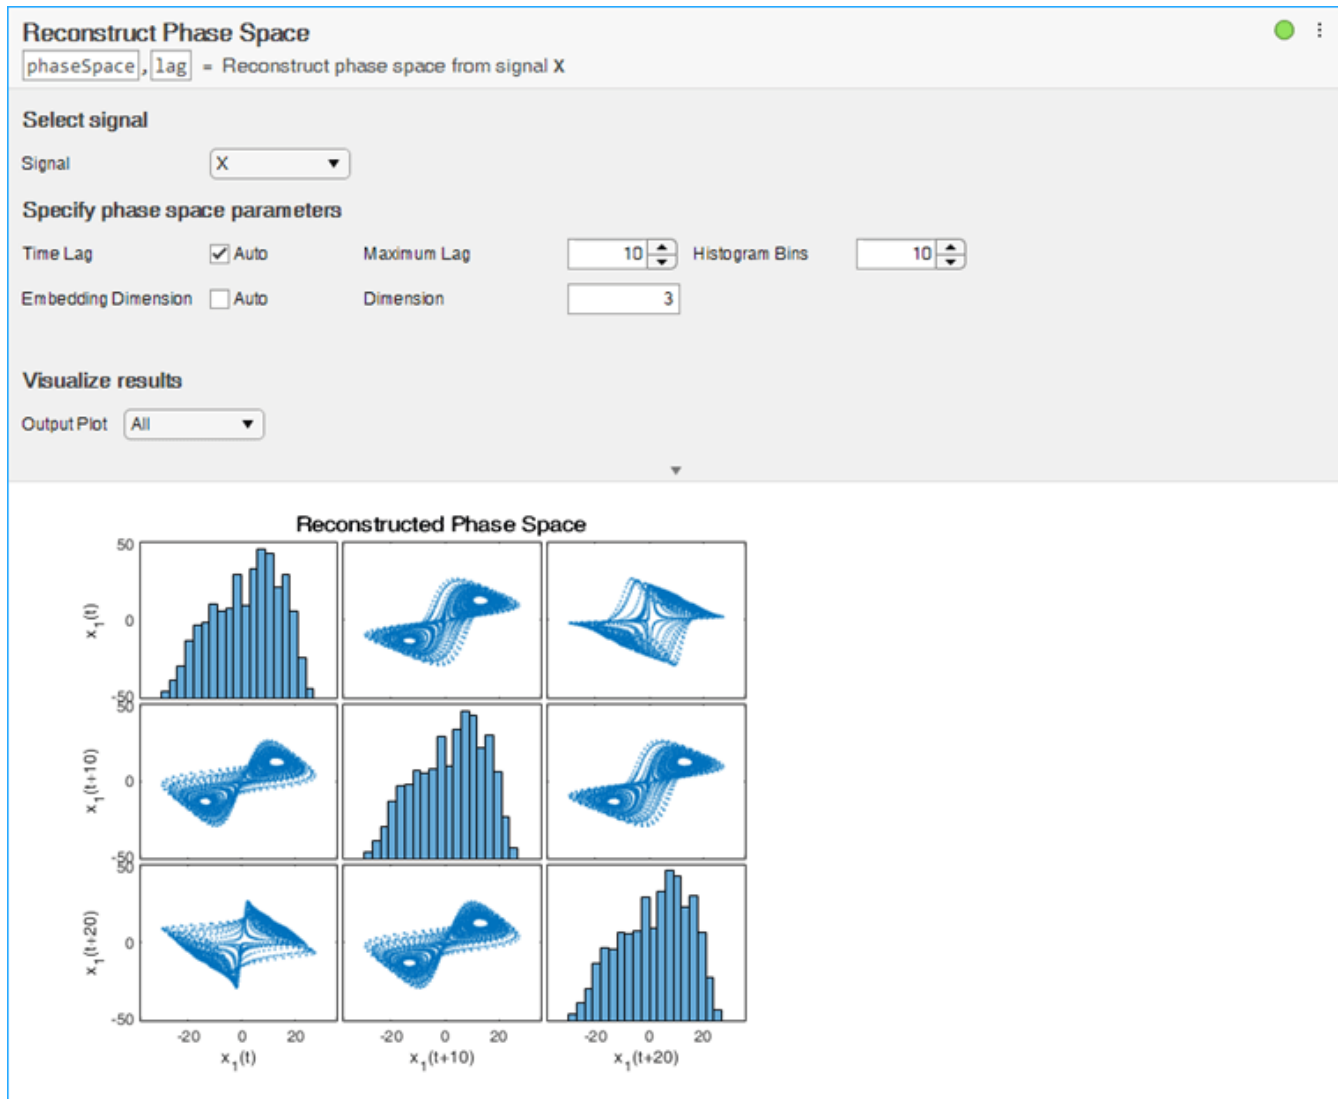 Reconstruct Phase Space
phaseSpace , lag = Reconstruct phase space from signal X
Select signal
Signal X
Specify phase space parameters
Time Lag Auto Maximum Lag 10 Histogram Bins 10
Embedding Dimension Auto Dimension 3
Visualize results
Output Plot All
Reconstructed Phase Space
50
x1(t)
0
-50
50
x1(t+10)
0
-50
50
x1(t+20)
0
-50
-20 0 20 -20 0 20 -20 0 20
x1(t) x1(t+10) x1(t+20)